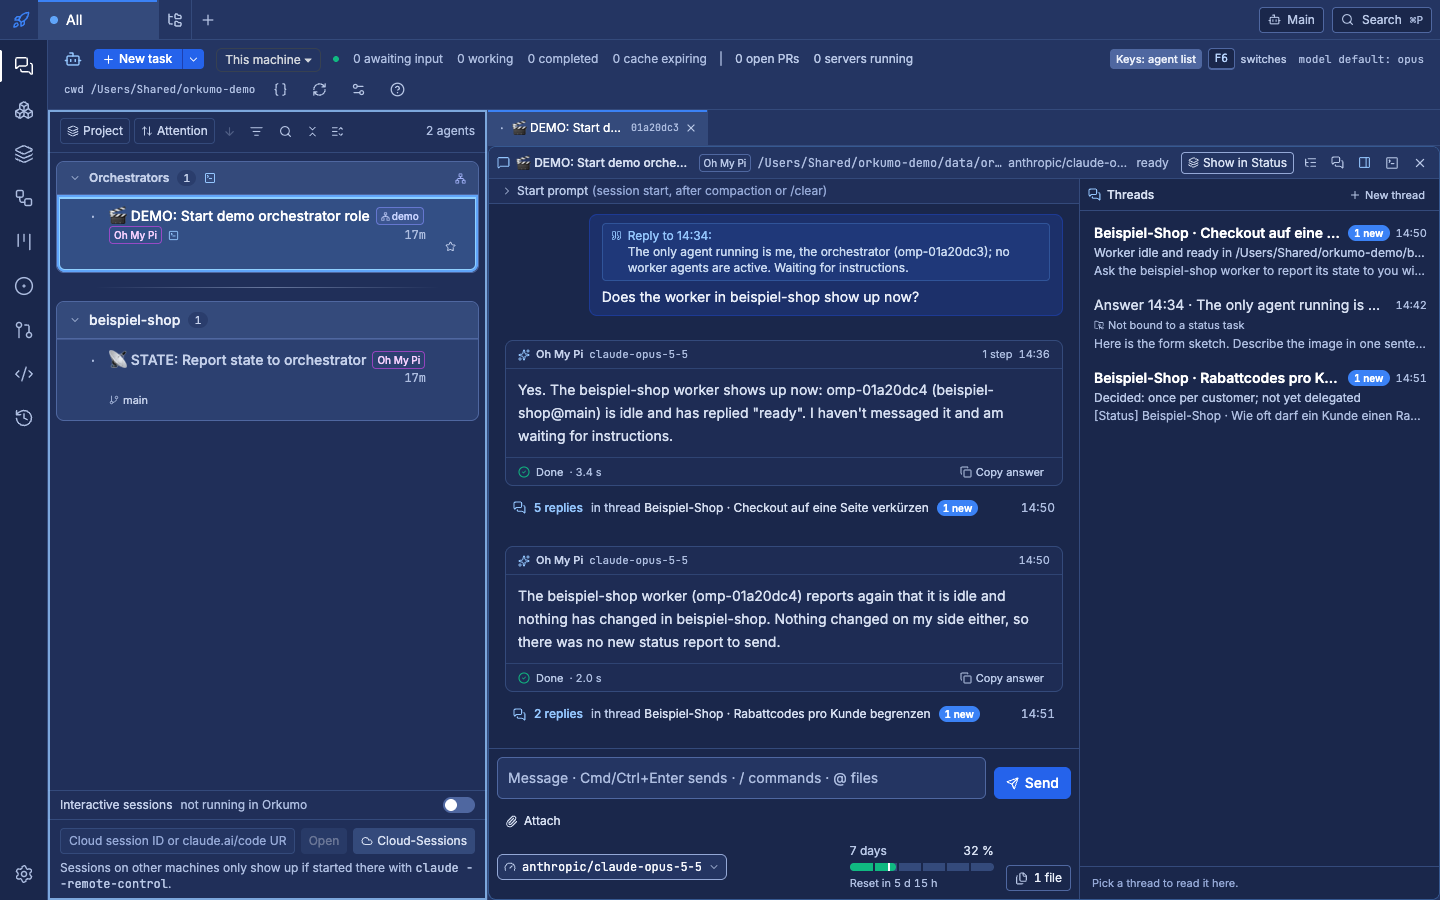 All
Main
Search ⌘P
New task
This machine
0 awaiting input 0 working 0 completed 0 cache expiring | 0 open PRs 0 servers running
Keys: agent list F6 switches model default: opus
cwd /Users/Shared/orkumo-demo
Project
Attention
2 agents
Orchestrators 1
DEMO: Start demo orchestrator role demo
Oh My Pi
17m
beispiel-shop 1
STATE: Report state to orchestrator Oh My Pi
17m
main
Interactive sessions not running in Orkumo
Cloud session ID or claude.ai/code UR
Open
Cloud-Sessions
Sessions on other machines only show up if started there with claude -
-remote-control.
DEMO: Start d... 01a20dc3
DEMO: Start demo orche... Oh My Pi /Users/Shared/orkumo-demo/data/or... anthropic/claude-o... ready Show in Status
Start prompt (session start, after compaction or /clear)
Reply to 14:34:
The only agent running is me, the orchestrator (omp-01a20dc3); no
worker agents are active. Waiting for instructions.
Does the worker in beispiel-shop show up now?
Oh My Pi claude-opus-5-5 1 step 14:36
Yes. The beispiel-shop worker shows up now: omp-01a20dc4 (beispiel-
shop@main) is idle and has replied "ready". I haven't messaged it and am
waiting for instructions.
Done · 3.4 s Copy answer
5 replies in thread Beispiel-Shop · Checkout auf eine Seite verkürzen 1 new 14:50
Oh My Pi claude-opus-5-5 14:50
The beispiel-shop worker (omp-01a20dc4) reports again that it is idle and
nothing has changed in beispiel-shop. Nothing changed on my side either, so
there was no new status report to send.
Done · 2.0 s Copy answer
2 replies in thread Beispiel-Shop · Rabattcodes pro Kunde begrenzen 1 new 14:51
Message · Cmd/Ctrl+Enter sends · / commands · @ files
Send
Attach
anthropic/claude-opus-5-5
7 days 32 %
Reset in 5 d 15 h
1 file
Threads
New thread
Beispiel-Shop · Checkout auf eine ... 1 new 14:50
Worker idle and ready in /Users/Shared/orkumo-demo/b...
Ask the beispiel-shop worker to report its state to you wi...
Answer 14:34 · The only agent running is ... 14:42
Not bound to a status task
Here is the form sketch. Describe the image in one sente...
Beispiel-Shop · Rabattcodes pro K... 1 new 14:51
Decided: once per customer; not yet delegated
[Status] Beispiel-Shop · Wie oft darf ein Kunde einen Ra...
Pick a thread to read it here.